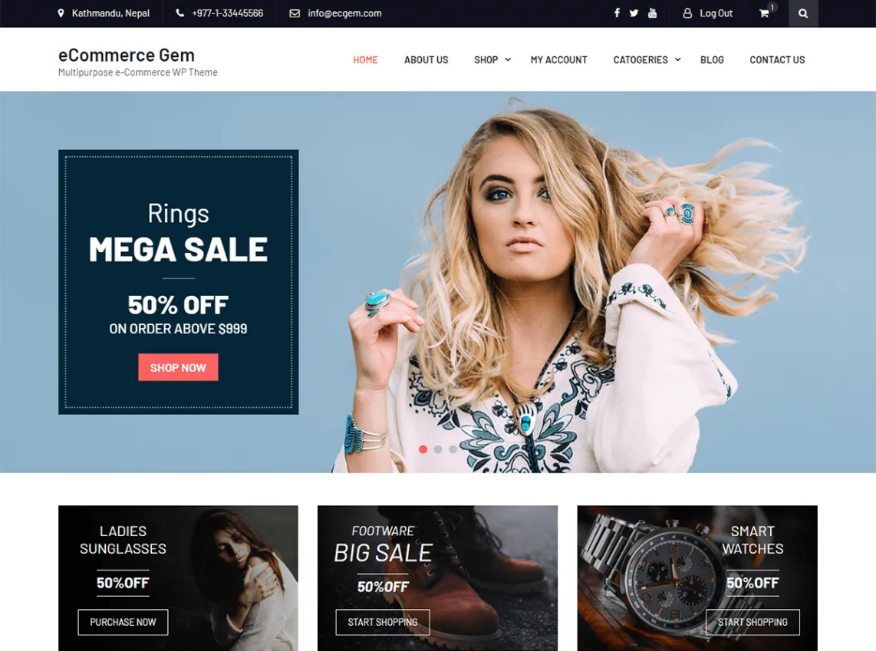 Kathmandu, Nepal
+977-1-33445566
info@ecgem.com
Log Out
1
eCommerce Gem
Multipurpose e-Commerce WP Theme
HOME
ABOUT US
SHOP
MY ACCOUNT
CATOGERIES
BLOG
CONTACT US
Rings
MEGA SALE
50% OFF
ON ORDER ABOVE $999
SHOP NOW
LADIES
SUNGLASSES
50%OFF
PURCHASE NOW
FOOTWARE
BIG SALE
50%OFF
START SHOPPING
SMART
WATCHES
50%OFF
START SHOPPING